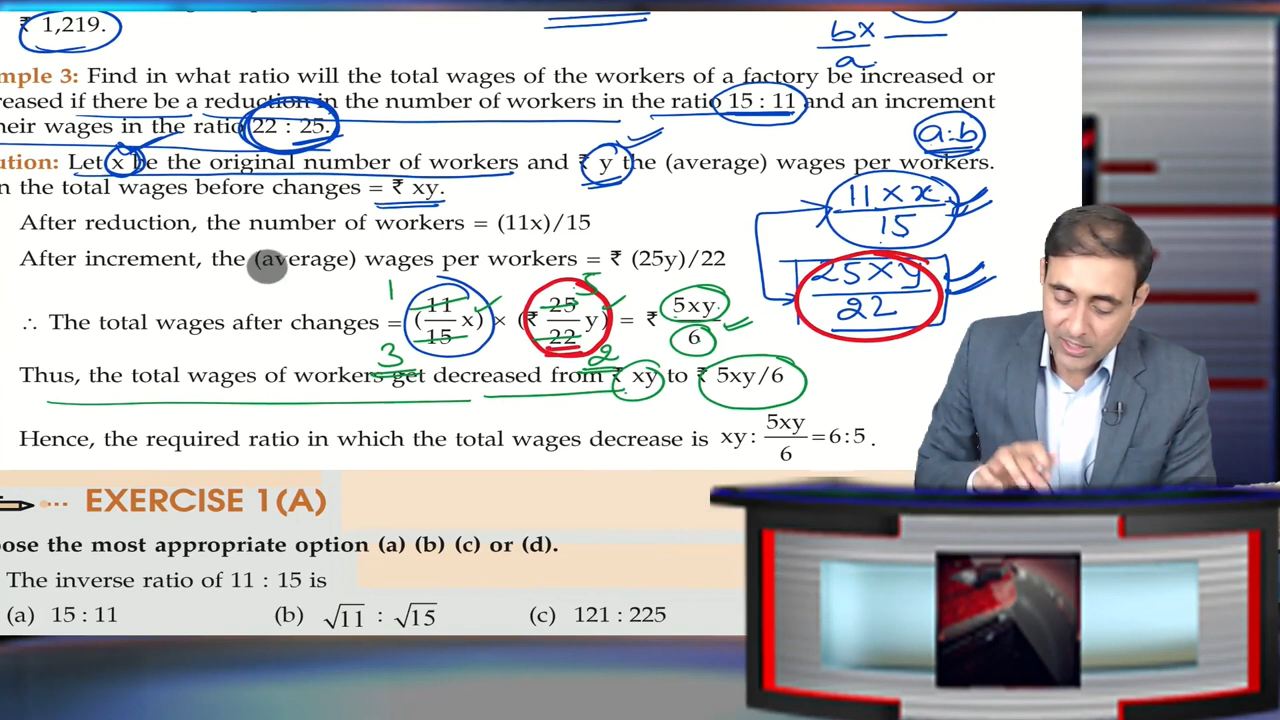 ₹ 1,219.
bx
a
mple 3: Find in what ratio will the total wages of the workers of a factory be increased or
reased if there be a reduction in the number of workers in the ratio 15 : 11 and an increment
heir wages in the ratio 22 : 25.
a:b
ution: Let x be the original number of workers and ₹ y the (average) wages per workers.
n the total wages before changes = ₹ xy.
11 × x
15
After reduction, the number of workers = (11x)/15
After increment, the (average) wages per workers = ₹ (25y)/22
25 × y
22
1 5
∴ The total wages after changes = (11/15 x) × (₹ 25/22 y) = ₹ 5xy/6
3 2
Thus, the total wages of workers get decreased from ₹ xy to ₹ 5xy/6
Hence, the required ratio in which the total wages decrease is xy : 5xy/6 = 6 : 5 .
EXERCISE 1(A)
ose the most appropriate option (a) (b) (c) or (d).
The inverse ratio of 11 : 15 is
(a) 15 : 11 (b) √11 : √15 (c) 121 : 225